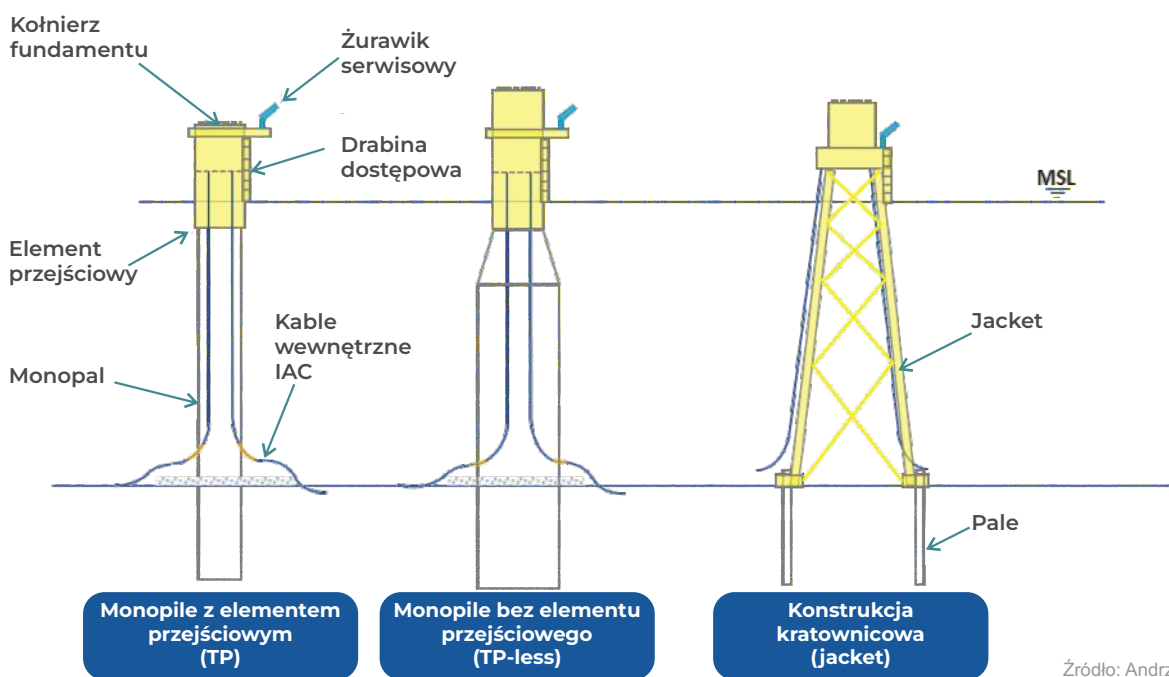 Kołnierz
fundamentu
Żurawik
serwisowy
Drabina
dostępowa
MSL
Element
przejściowy
Kable
wewnętrzne
IAC
Monopal
Jacket
Pale
Monopile z elementem
przejściowym
(TP)
Monopile bez elementu
przejściowego
(TP-less)
Konstrukcja
kratownicowa
(jacket)
Źródło: Andrz